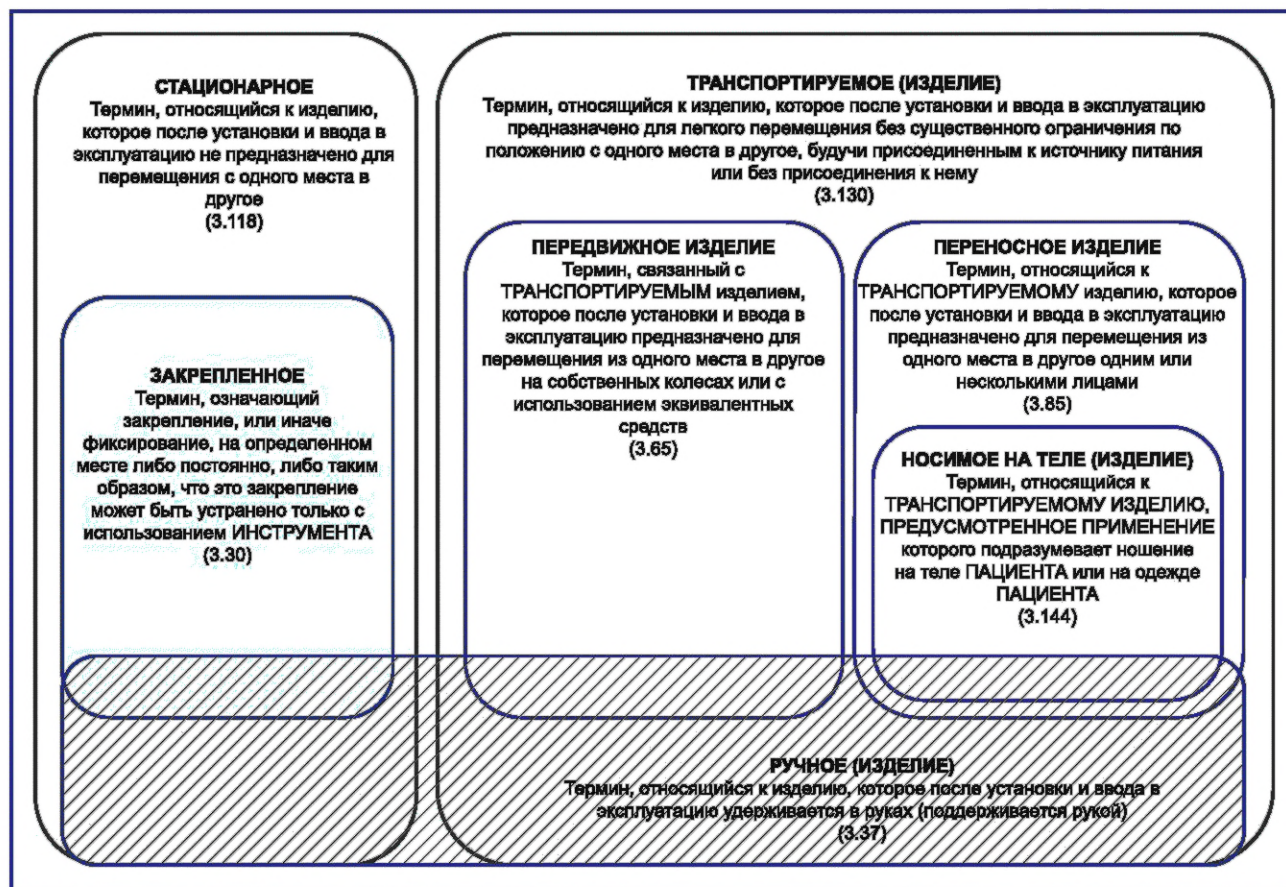 СТАЦИОНАРНОЕ
Термин, относящийся к изделию,
которое после установки и ввода в
эксплуатацию не предназначено для
перемещения с одного места в
другое
(3.118)
ЗАКРЕПЛЕННОЕ
Термин, означающий
закрепление, или иначе
фиксирование, на определенном
месте либо постоянно, либо таким
образом, что это закрепление
может быть устранено только с
использованием ИНСТРУМЕНТА
(3.30)
ТРАНСПОРТИРУЕМОЕ (ИЗДЕЛИЕ)
Термин, относящийся к изделию, которое после установки и ввода в эксплуатацию
предназначено для легкого перемещения без существенного ограничения по
положению с одного места в другое, будучи присоединенным к источнику питания
или без присоединения к нему
(3.130)
ПЕРЕДВИЖНОЕ ИЗДЕЛИЕ
Термин, связанный с
ТРАНСПОРТИРУЕМЫМ изделием,
которое после установки и ввода в
эксплуатацию предназначено для
перемещения из одного места в другое
на собственных колесах или с
использованием эквивалентных
средств
(3.65)
ПЕРЕНОСНОЕ ИЗДЕЛИЕ
Термин, относящийся к
ТРАНСПОРТИРУЕМОМУ изделию, которое
после установки и ввода в эксплуатацию
предназначено для перемещения из
одного места в другое одним или
несколькими лицами
(3.85)
НОСИМОЕ НА ТЕЛЕ (ИЗДЕЛИЕ)
Термин, относящийся к
ТРАНСПОРТИРУЕМОМУ ИЗДЕЛИЮ,
ПРЕДУСМОТРЕННОЕ ПРИМЕНЕНИЕ
которого подразумевает ношение
на теле ПАЦИЕНТА или на одежде
ПАЦИЕНТА
(3.144)
РУЧНОЕ (ИЗДЕЛИЕ)
Термин, относящийся к изделию, которое после установки и ввода в
эксплуатацию удерживается в руках (поддерживается рукой)
(3.37)